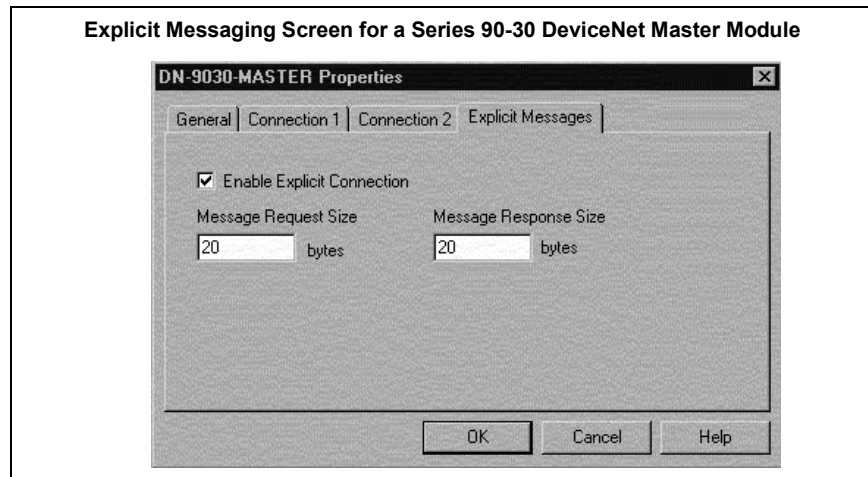 Explicit Messaging Screen for a Series 90-30 DeviceNet Master Module
DN-9030-MASTER Properties
General Connection 1 Connection 2 Explicit Messages
Enable Explicit Connection
Message Request Size Message Response Size
20 bytes 20 bytes
OK Cancel Help